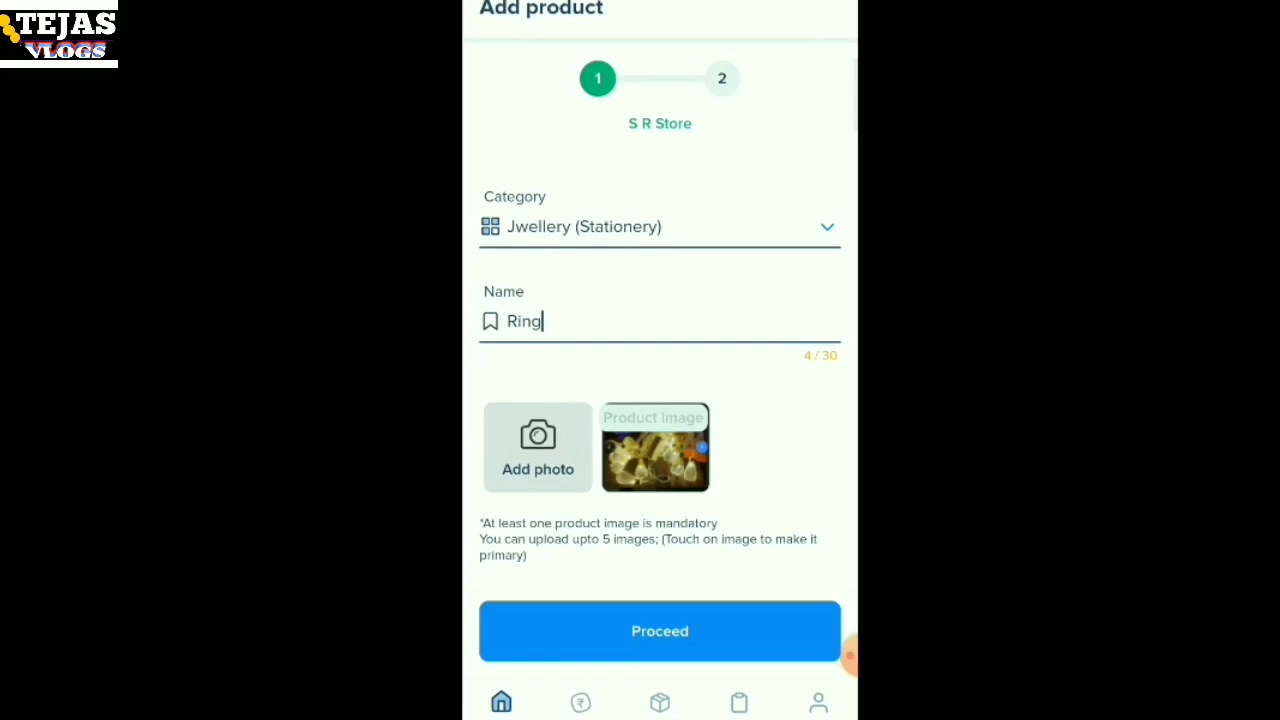 TEJAS
VLOGS
Add product
1
2
S R Store
Category
Jwellery (Stationery)
Name
Ring
4 / 30
Product Image
Add photo
*At least one product image is mandatory
You can upload upto 5 images; (Touch on image to make it
primary)
Proceed
₹